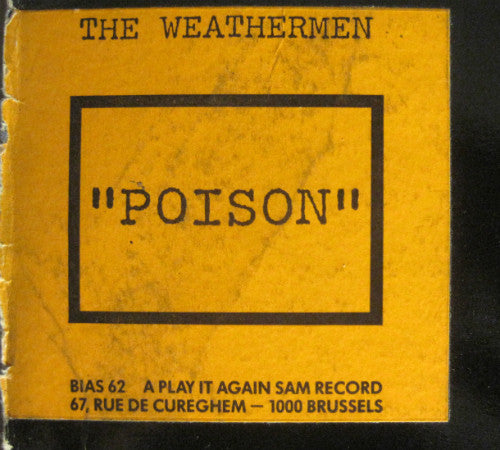 THE WEATHERMEN
"POISON"
BIAS 62 A PLAY IT AGAIN SAM RECORD
67, RUE DE CUREGHEM — 1000 BRUSSELS